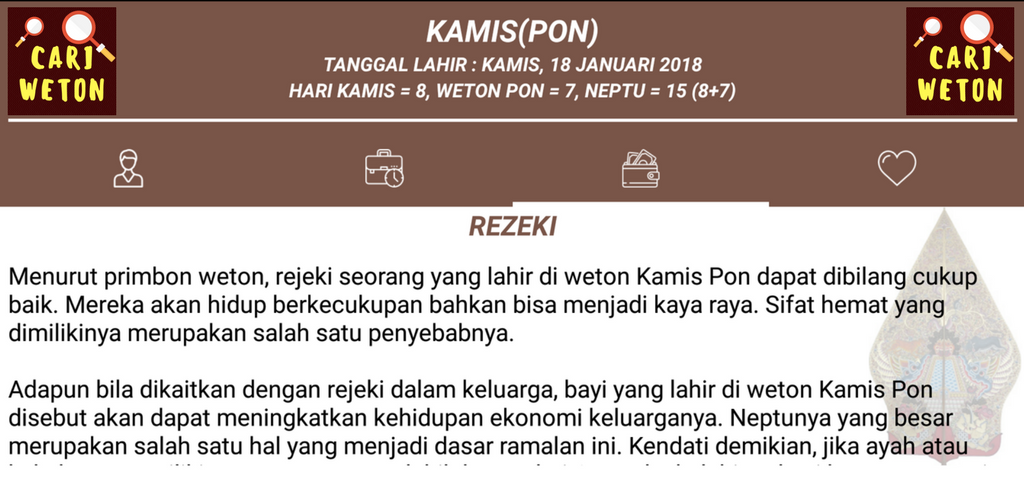 CARI
WETON
KAMIS(PON)
TANGGAL LAHIR : KAMIS, 18 JANUARI 2018
HARI KAMIS = 8, WETON PON = 7, NEPTU = 15 (8+7)
CARI
WETON
REZEKI
Menurut primbon weton, rejeki seorang yang lahir di weton Kamis Pon dapat dibilang cukup
baik. Mereka akan hidup berkecukupan bahkan bisa menjadi kaya raya. Sifat hemat yang
dimilikinya merupakan salah satu penyebabnya.
Adapun bila dikaitkan dengan rejeki dalam keluarga, bayi yang lahir di weton Kamis Pon
disebut akan dapat meningkatkan kehidupan ekonomi keluarganya. Neptunya yang besar
merupakan salah satu hal yang menjadi dasar ramalan ini. Kendati demikian, jika ayah atau